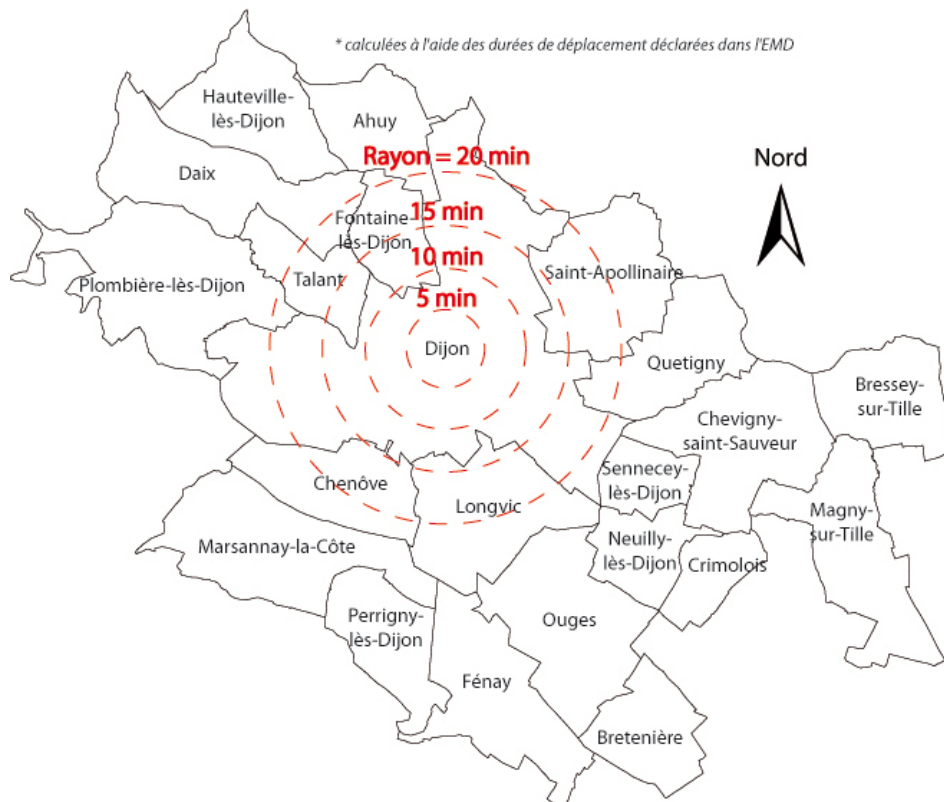 * calculées à l'aide des durées de déplacement déclarées dans l'EMD
Hauteville-
lès-Dijon
Ahuy
Rayon = 20 min
Nord
Daix
15 min
Fontaine-
lès-Dijon
10 min
Saint-Apollinaire
Talant
Plombière-lès-Dijon
5 min
Dijon
Quetigny
Bressey-
sur-Tille
Chevigny-
saint-Sauveur
Sennecey-
lès-Dijon
Chenôve
Longvic
Magny-
sur-Tille
Marsannay-la-Côte
Neuilly-
lès-Dijon
Crimolois
Perrigny-
lès-Dijon
Ouges
Fénay
Bretenière